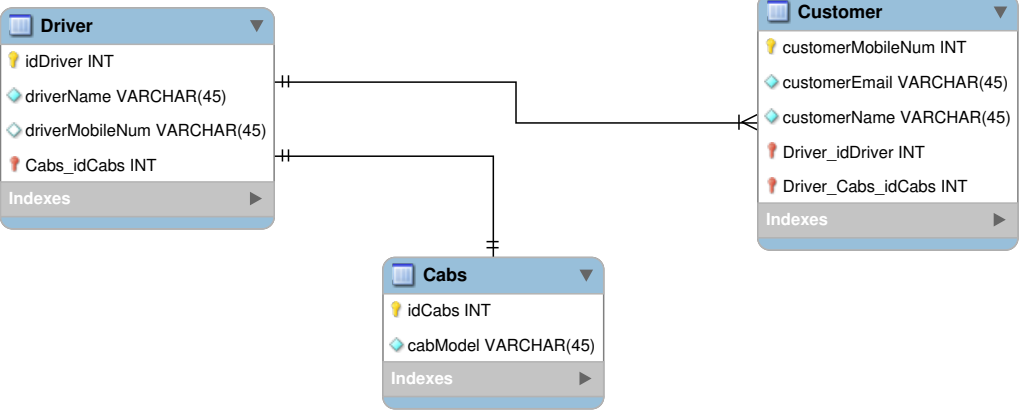 Driver
idDriver INT
driverName VARCHAR(45)
driverMobileNum VARCHAR(45)
Cabs_idCabs INT
Indexes
Customer
customerMobileNum INT
customerEmail VARCHAR(45)
customerName VARCHAR(45)
Driver_idDriver INT
Driver_Cabs_idCabs INT
Indexes
Cabs
idCabs INT
cabModel VARCHAR(45)
Indexes